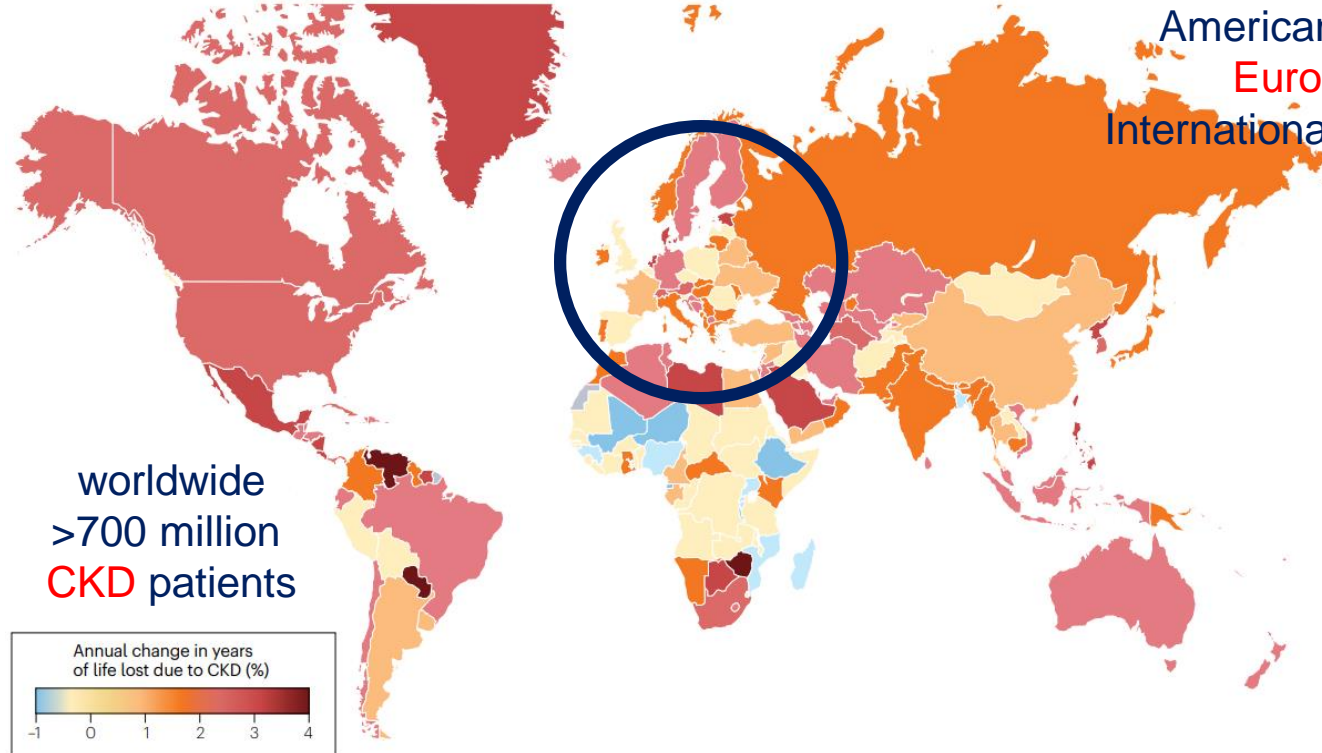 American
Euro
Internationa
worldwide
>700 million
CKD patients
Annual change in years
of life lost due to CKD (%)
-1 0 1 2 3 4